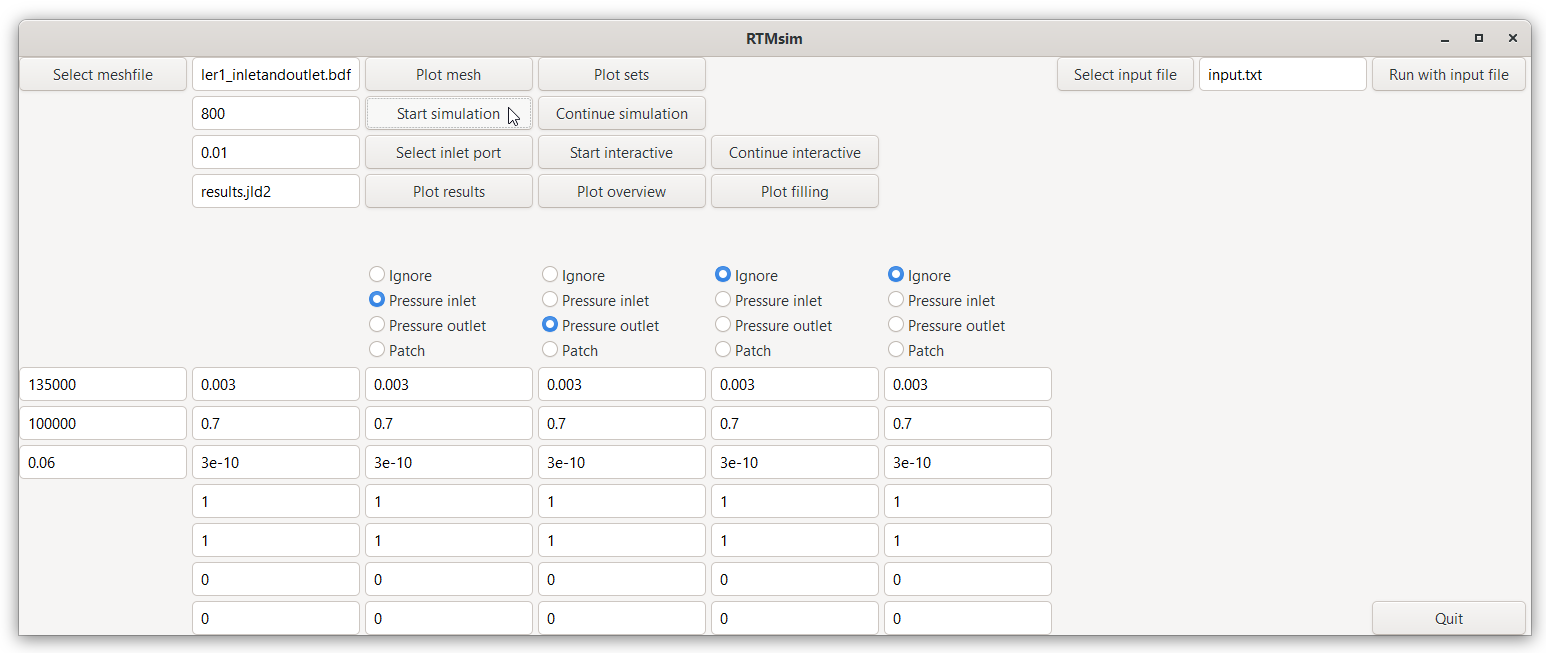 RTMsim
Select meshfile ler1_inletandoutlet.bdf Plot mesh Plot sets Select input file input.txt Run with input file
800 Start simulation Continue simulation
0.01 Select inlet port Start interactive Continue interactive
results.jld2 Plot results Plot overview Plot filling
Ignore Ignore Ignore Ignore
Pressure inlet Pressure inlet Pressure inlet Pressure inlet
Pressure outlet Pressure outlet Pressure outlet Pressure outlet
Patch Patch Patch Patch
135000 0.003 0.003 0.003 0.003 0.003
100000 0.7 0.7 0.7 0.7 0.7
0.06 3e-10 3e-10 3e-10 3e-10 3e-10
1 1 1 1 1
1 1 1 1 1
0 0 0 0 0
0 0 0 0 0 Quit